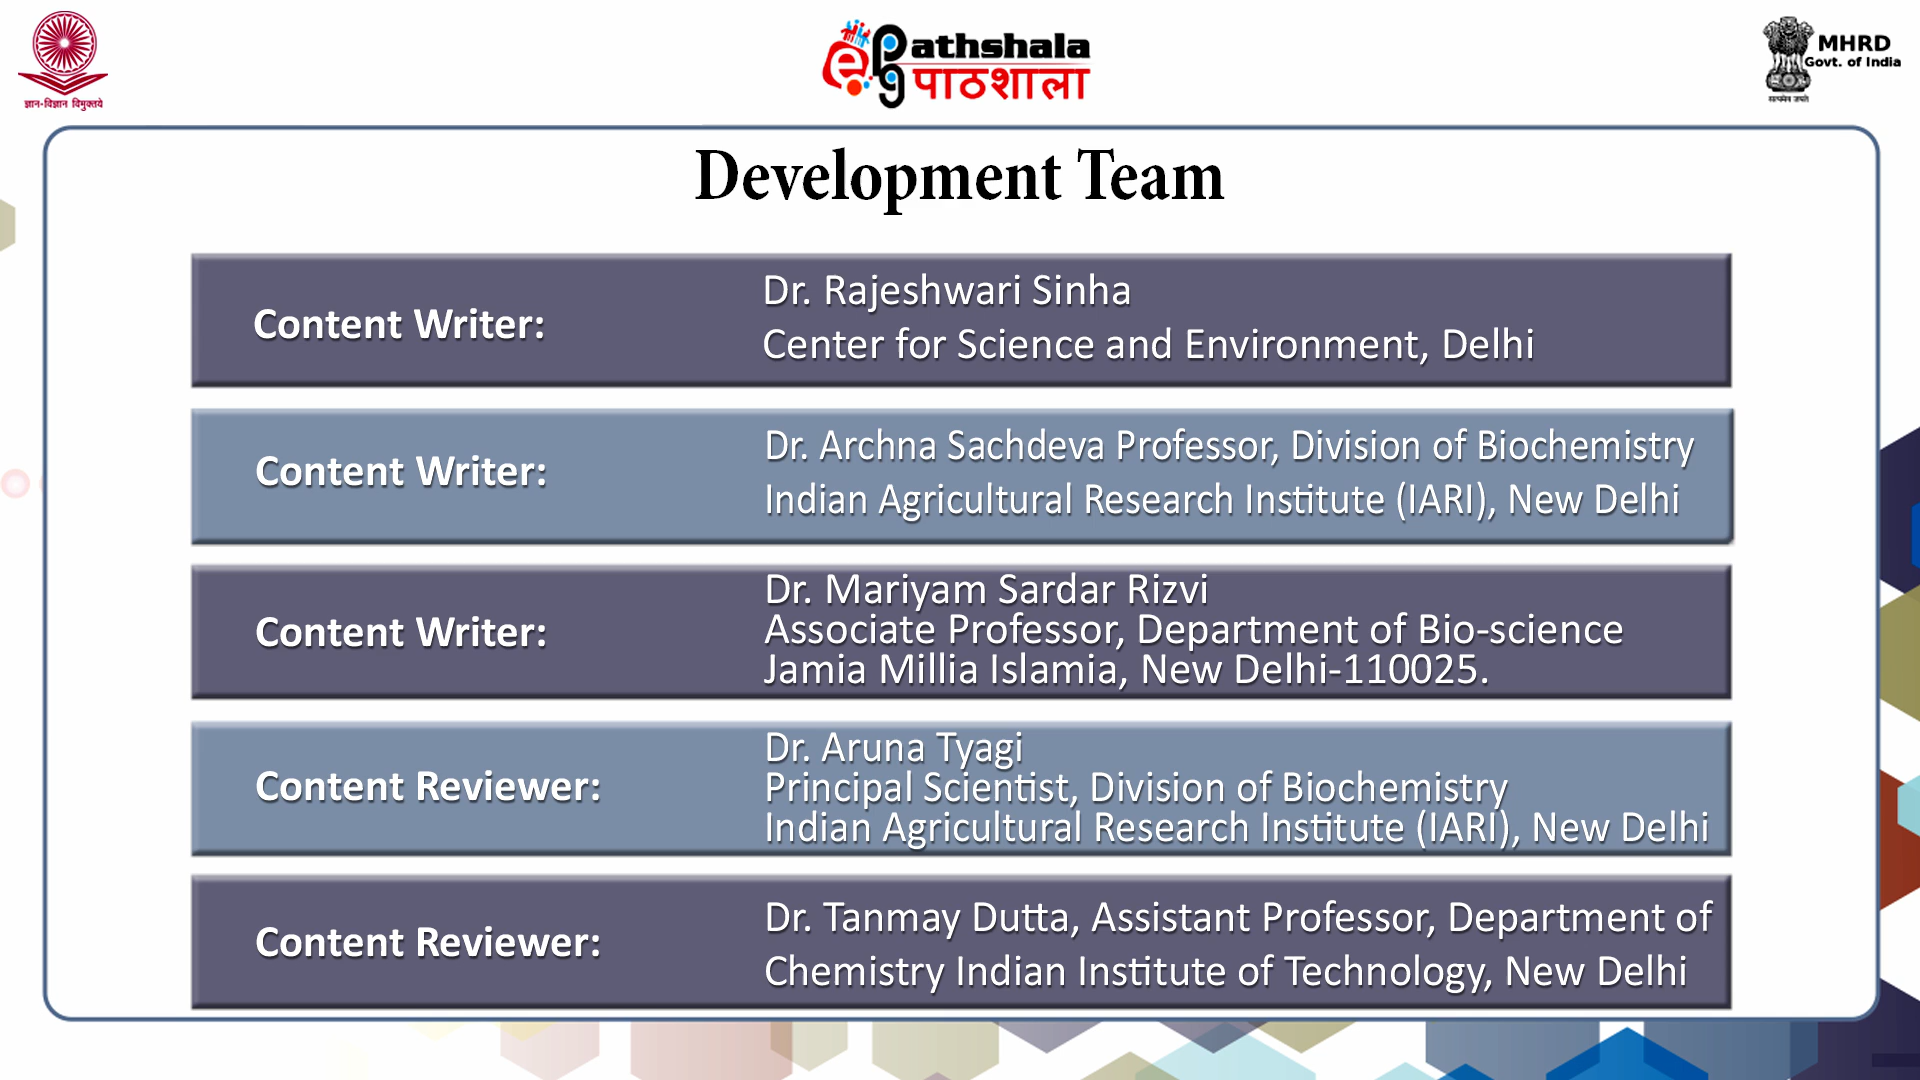 ज्ञान-विज्ञान विमुक्तये
ePG Pathshala
पाठशाला
MHRD
Govt. of India
सत्यमेव जयते
Development Team
Content Writer:
Dr. Rajeshwari Sinha
Center for Science and Environment, Delhi
Content Writer:
Dr. Archna Sachdeva Professor, Division of Biochemistry
Indian Agricultural Research Institute (IARI), New Delhi
Content Writer:
Dr. Mariyam Sardar Rizvi
Associate Professor, Department of Bio-science
Jamia Millia Islamia, New Delhi-110025.
Content Reviewer:
Dr. Aruna Tyagi
Principal Scientist, Division of Biochemistry
Indian Agricultural Research Institute (IARI), New Delhi
Content Reviewer:
Dr. Tanmay Dutta, Assistant Professor, Department of
Chemistry Indian Institute of Technology, New Delhi